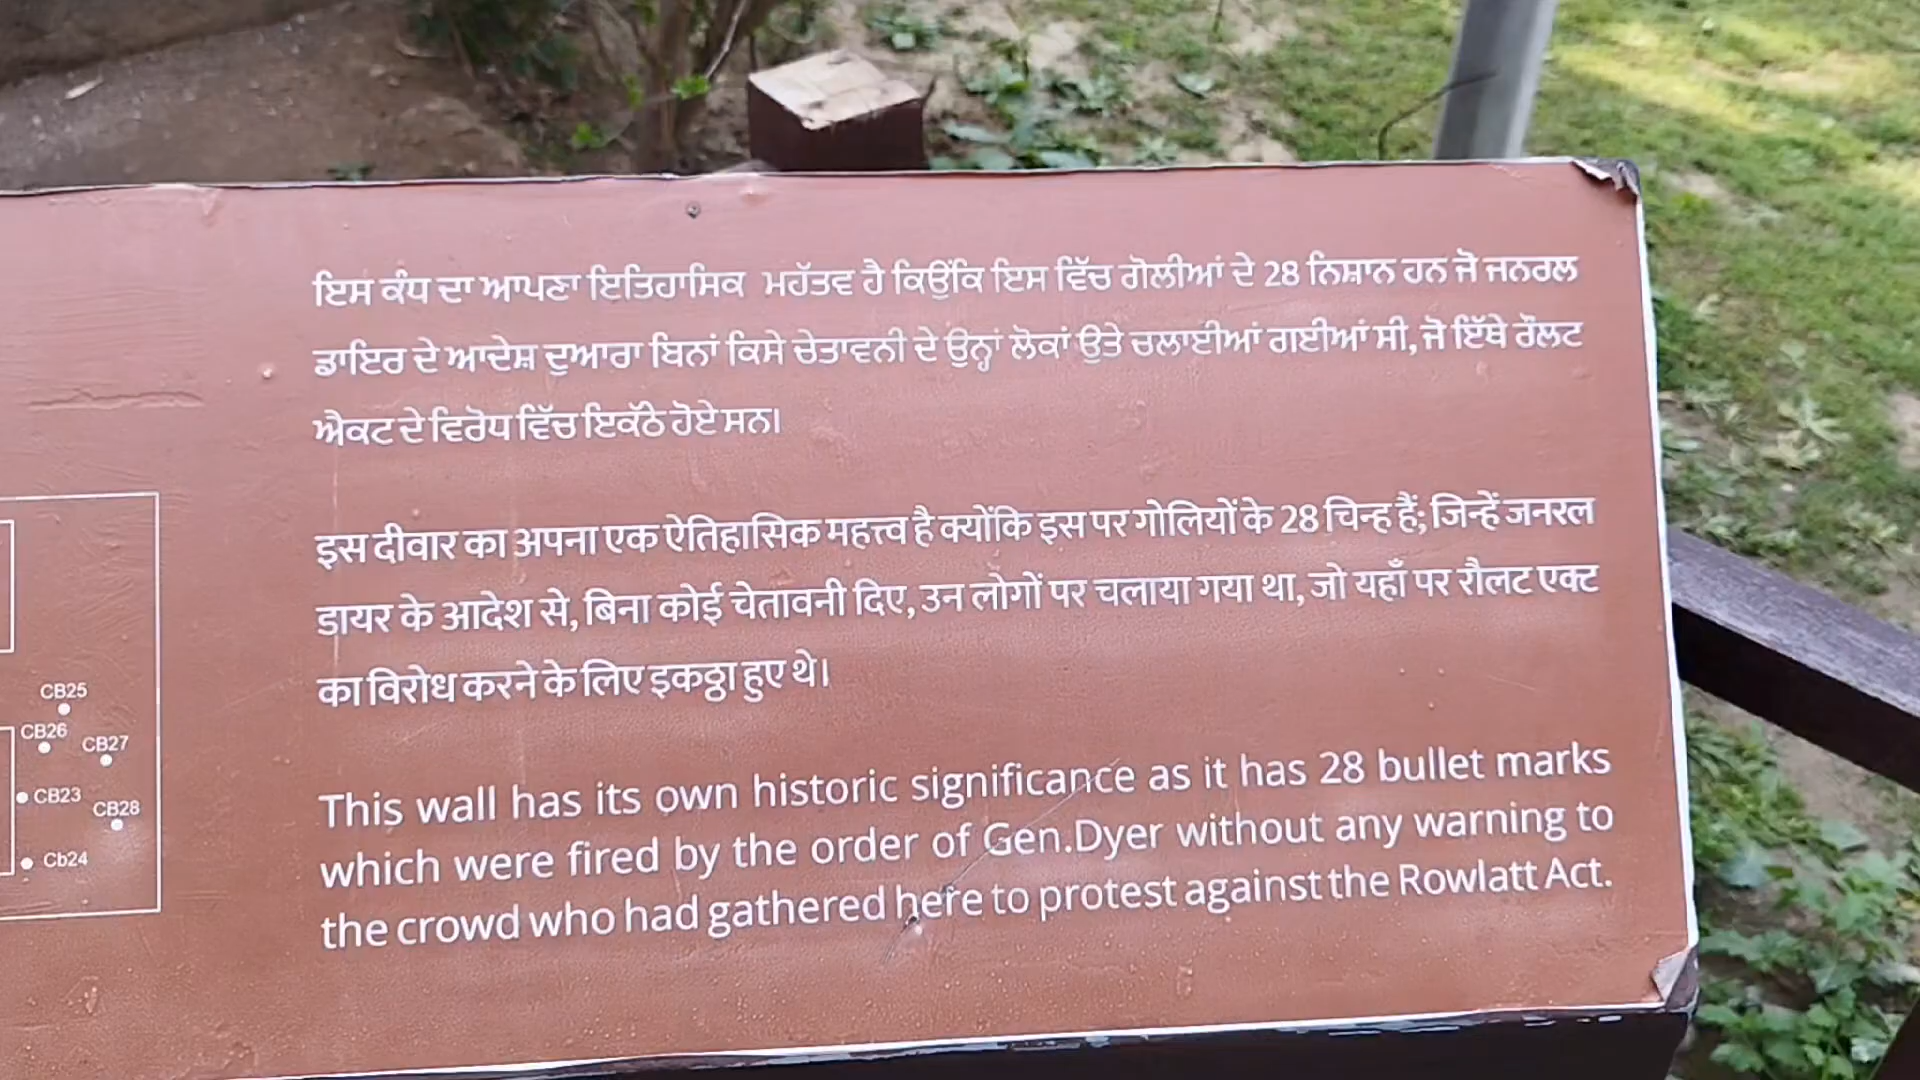 ਇਸ ਕੰਧ ਦਾ ਆਪਣਾ ਇਤਿਹਾਸਿਕ ਮਹੱਤਵ ਹੈ ਕਿਉਂਕਿ ਇਸ ਵਿੱਚ ਗੋਲੀਆਂ ਦੇ 28 ਨਿਸ਼ਾਨ ਹਨ ਜੋ ਜਨਰਲ
ਡਾਇਰ ਦੇ ਆਦੇਸ਼ ਦੁਆਰਾ ਬਿਨਾਂ ਕਿਸੇ ਚੇਤਾਵਨੀ ਦੇ ਉਨ੍ਹਾਂ ਲੋਕਾਂ ਉਤੇ ਚਲਾਈਆਂ ਗਈਆਂ ਸੀ, ਜੋ ਇੱਥੇ ਰੌਲਟ
ਐਕਟ ਦੇ ਵਿਰੋਧ ਵਿੱਚ ਇਕੱਠੇ ਹੋਏ ਸਨ।
इस दीवार का अपना एक ऐतिहासिक महत्त्व है क्योंकि इस पर गोलियों के 28 चिन्ह हैं; जिन्हें जनरल
डायर के आदेश से, बिना कोई चेतावनी दिए, उन लोगों पर चलाया गया था, जो यहाँ पर रौलट एक्ट
का विरोध करने के लिए इकठ्ठा हुए थे।
This wall has its own historic significance as it has 28 bullet marks
which were fired by the order of Gen.Dyer without any warning to
the crowd who had gathered here to protest against the Rowlatt Act.
CB25
CB26
CB27
CB23
CB28
Cb24